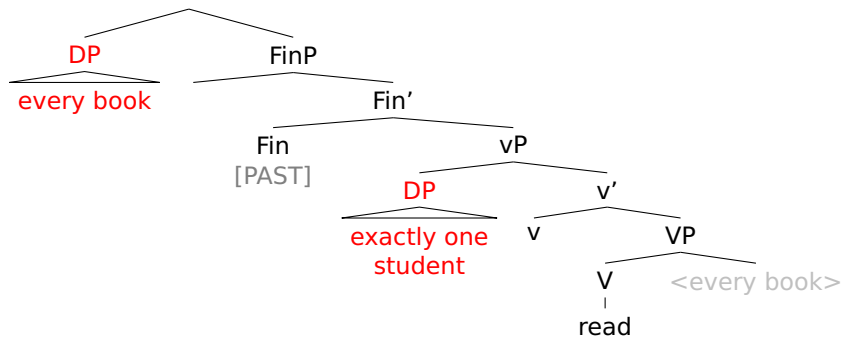 DP
FinP
every book
Fin’
Fin
vP
[PAST]
DP
v’
exactly one
student
v
VP
V
<every book>
read